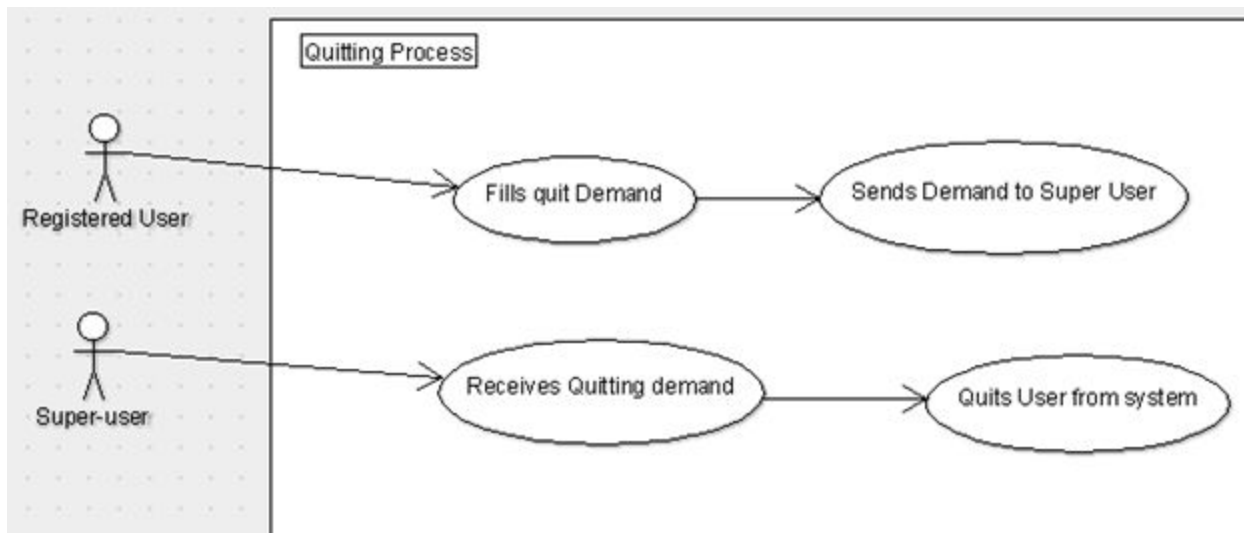 Quitting Process
Fills quit Demand
Sends Demand to Super User
Registered User
Receives Quitting demand
Quits User from system
Super-user